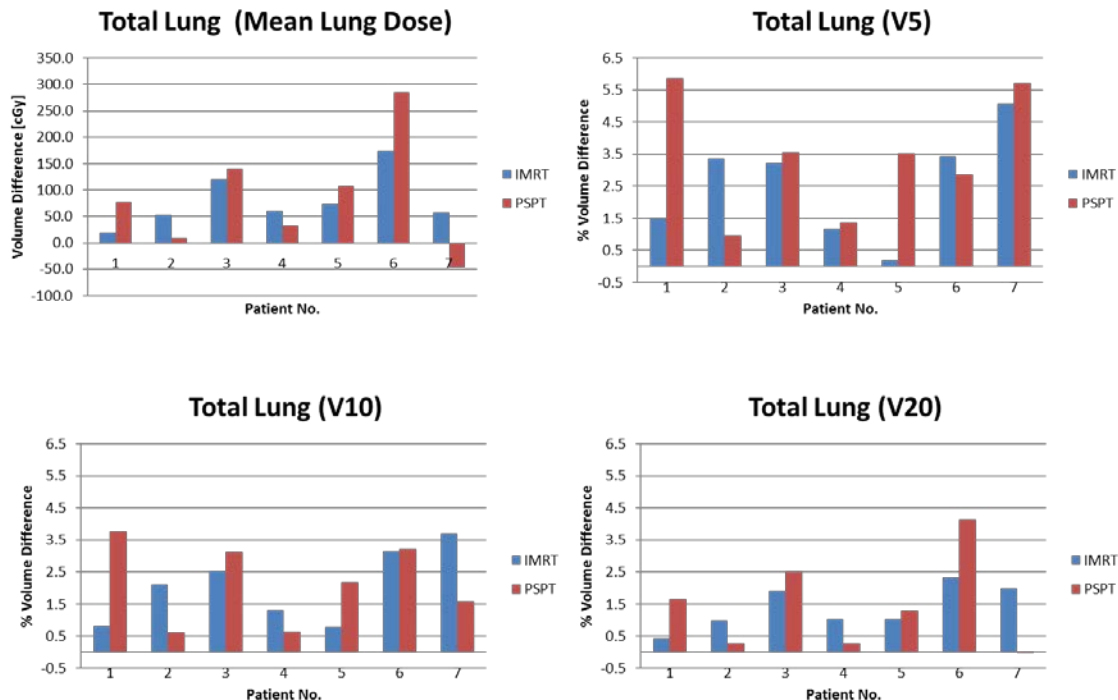 Total Lung (Mean Lung Dose)
Volume Difference [cGy]
350.0
300.0
250.0
200.0
150.0
100.0
50.0
0.0
-50.0
-100.0
1 2 3 4 5 6 7
Patient No.
IMRT
PSPT
Total Lung (V5)
% Volume Difference
6.5
5.5
4.5
3.5
2.5
1.5
0.5
-0.5
1 2 3 4 5 6 7
Patient No.
IMRT
PSPT
Total Lung (V10)
% Volume Difference
6.5
5.5
4.5
3.5
2.5
1.5
0.5
-0.5
1 2 3 4 5 6 7
Patient No.
IMRT
PSPT
Total Lung (V20)
% Volume Difference
6.5
5.5
4.5
3.5
2.5
1.5
0.5
-0.5
1 2 3 4 5 6 7
Patient No.
IMRT
PSPT